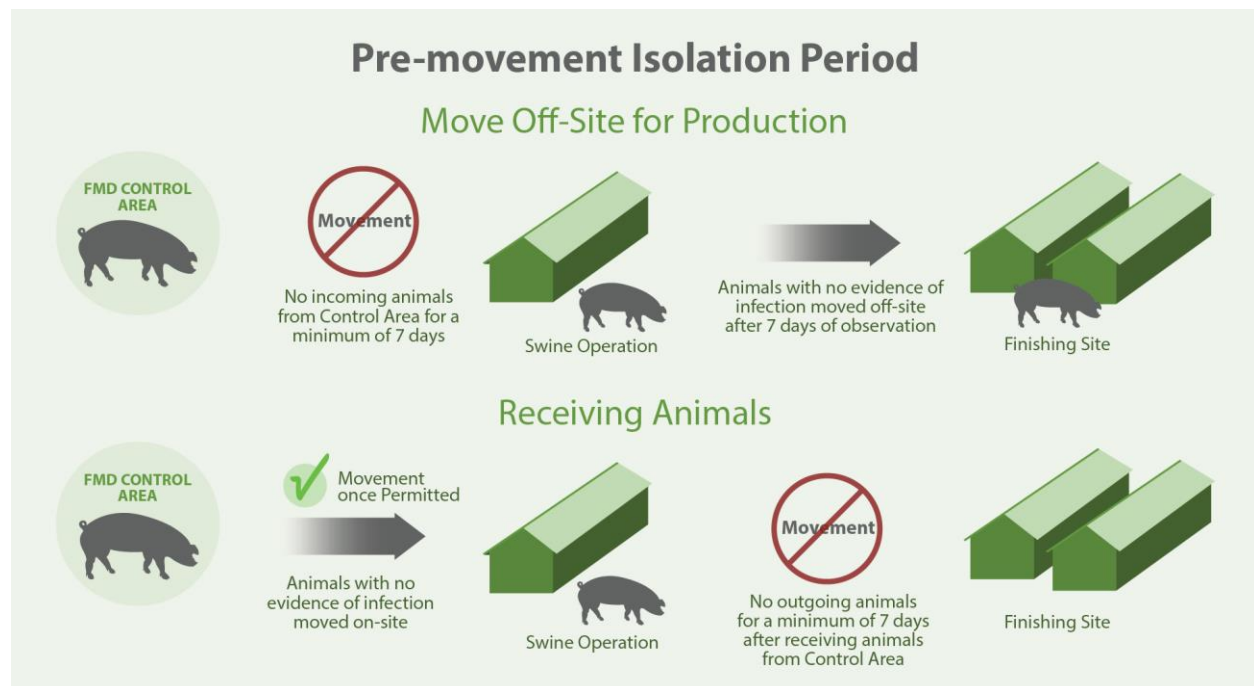 Pre-movement Isolation Period
Move Off-Site for Production
FMD CONTROL
AREA
Movement
No incoming animals
from Control Area for a
minimum of 7 days
Swine Operation
Animals with no evidence of
infection moved off-site
after 7 days of observation
Finishing Site
Receiving Animals
FMD CONTROL
AREA
Movement
once Permitted
Animals with no
evidence of infection
moved on-site
Swine Operation
Movement
No outgoing animals
for a minimum of 7 days
after receiving animals
from Control Area
Finishing Site